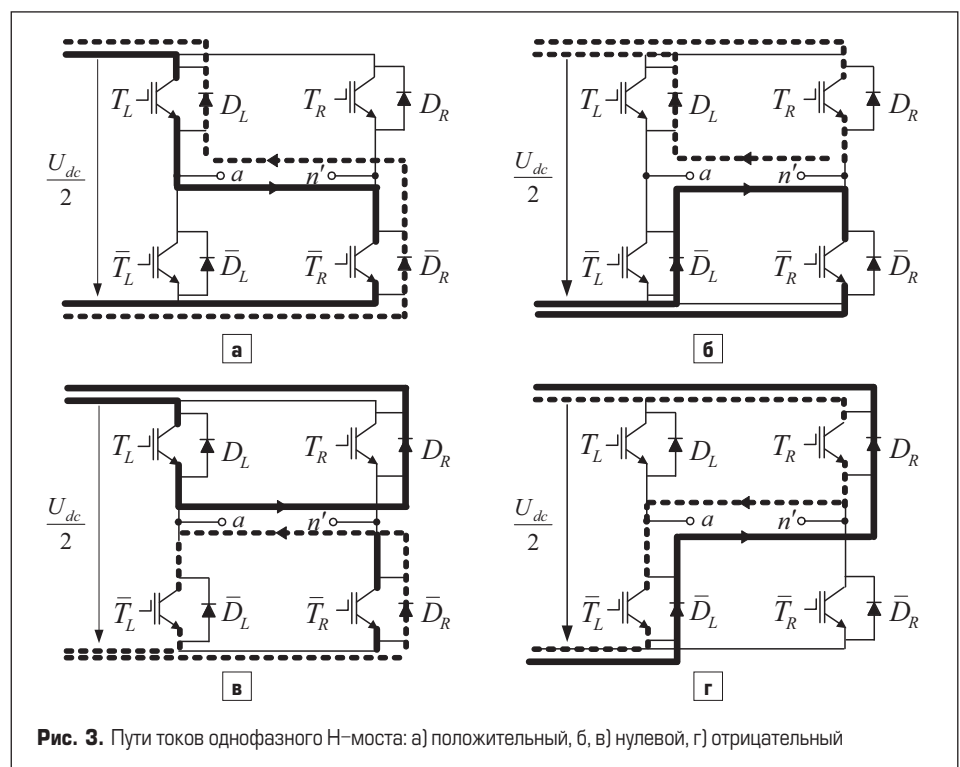 T_L D_L T_R D_R
U_dc/2 a n′
T̅_L D̅_L T̅_R D̅_R
а
T_L D_L T_R D_R
U_dc/2 a n′
T̅_L D̅_L T̅_R D̅_R
б
T_L D_L T_R D_R
U_dc/2 a n′
T̅_L D̅_L T̅_R D̅_R
в
T_L D_L T_R D_R
U_dc/2 a n′
T̅_L D̅_L T̅_R D̅_R
г
Рис. 3. Пути токов однофазного Н-моста: а) положительный, б, в) нулевой, г) отрицательный